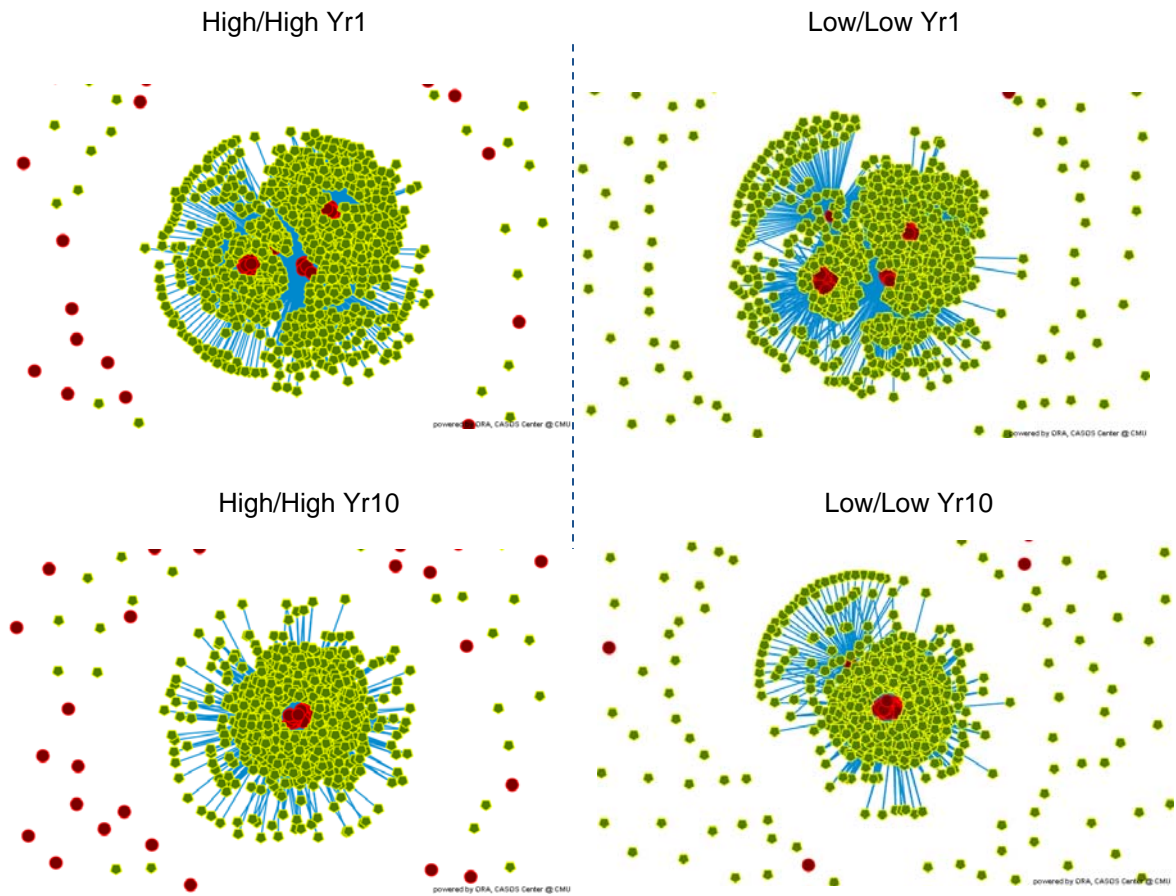 High/High Yr1
Low/Low Yr1
powered by ORA, CASOS Center @ CMU
powered by ORA, CASOS Center @ CMU
High/High Yr10
Low/Low Yr10
powered by ORA, CASOS Center @ CMU
powered by ORA, CASOS Center @ CMU